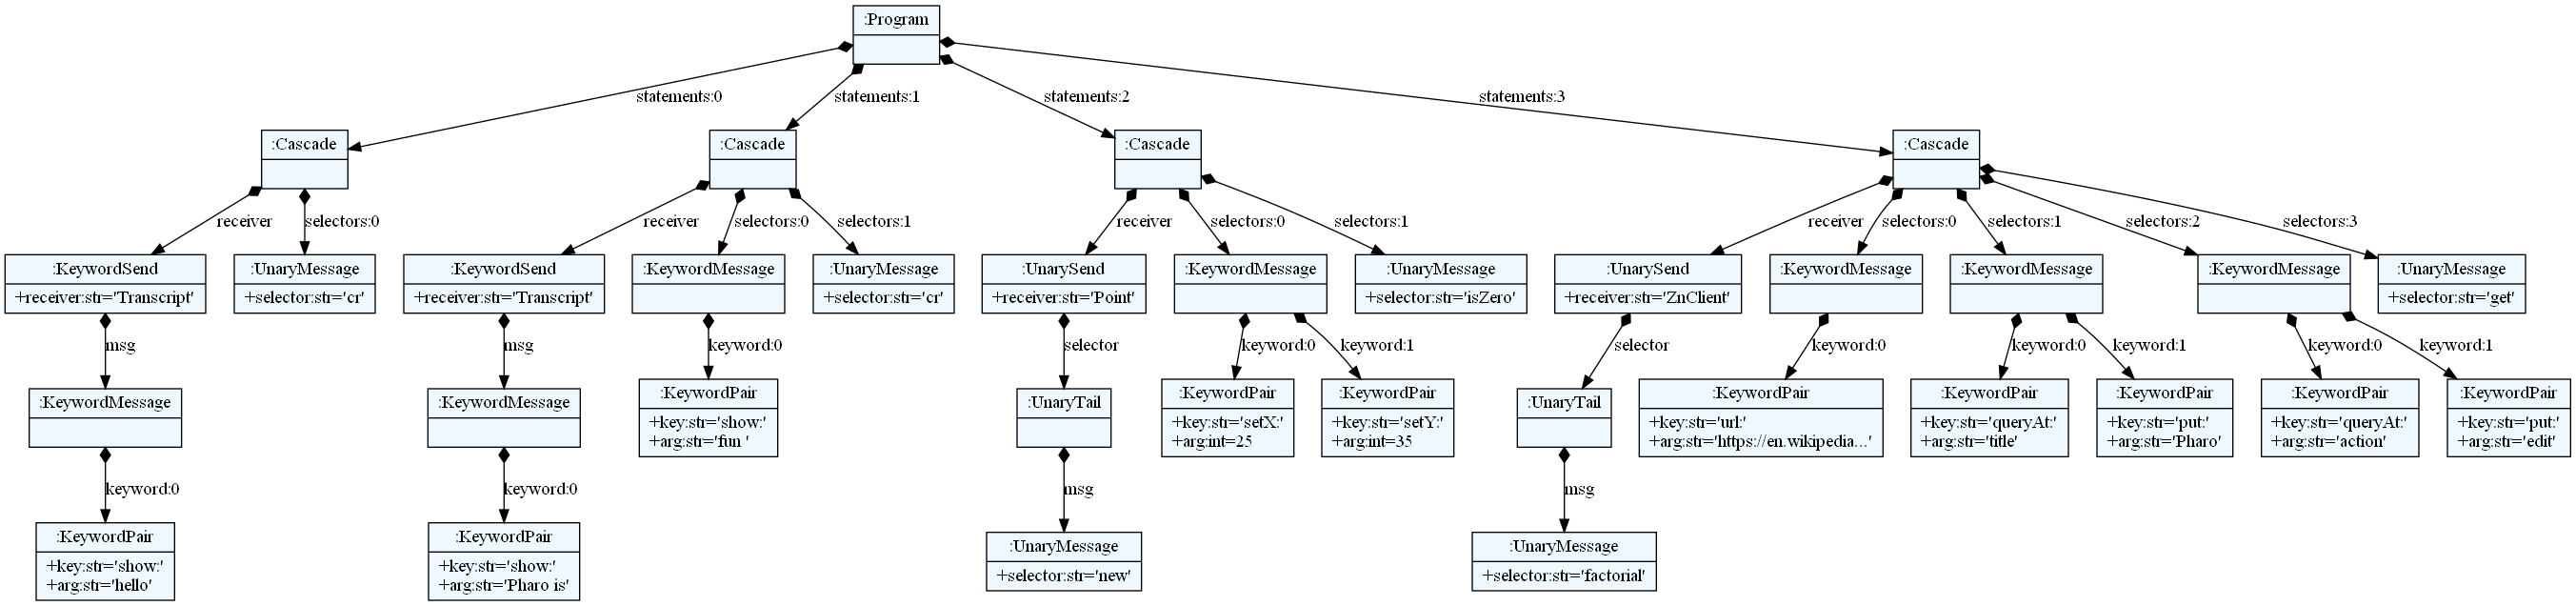 :Program
statements:0
statements:1
statements:2
statements:3
:Cascade
:Cascade
:Cascade
:Cascade
receiver
selectors:0
receiver
selectors:0
selectors:1
receiver
selectors:0
selectors:1
receiver
selectors:0
selectors:1
selectors:2
selectors:3
:KeywordSend
+receiver:str='Transcript'
:UnaryMessage
+selector:str='cr'
:KeywordSend
+receiver:str='Transcript'
:KeywordMessage
:UnaryMessage
+selector:str='cr'
:UnarySend
+receiver:str='Point'
:KeywordMessage
:UnaryMessage
+selector:str='isZero'
:UnarySend
+receiver:str='ZnClient'
:KeywordMessage
:KeywordMessage
:KeywordMessage
:UnaryMessage
+selector:str='get'
msg
msg
keyword:0
selector
keyword:0
keyword:1
selector
keyword:0
keyword:0
keyword:1
keyword:0
keyword:1
:KeywordMessage
:KeywordMessage
:KeywordPair
+key:str='show:'
+arg:str='fun '
:UnaryTail
:KeywordPair
+key:str='setX:'
+arg:int=25
:KeywordPair
+key:str='setY:'
+arg:int=35
:UnaryTail
:KeywordPair
+key:str='url:'
+arg:str='https://en.wikipedia...'
:KeywordPair
+key:str='queryAt:'
+arg:str='title'
:KeywordPair
+key:str='put:'
+arg:str='Pharo'
:KeywordPair
+key:str='queryAt:'
+arg:str='action'
:KeywordPair
+key:str='put:'
+arg:str='edit'
keyword:0
keyword:0
msg
msg
:KeywordPair
+key:str='show:'
+arg:str='hello'
:KeywordPair
+key:str='show:'
+arg:str='Pharo is'
:UnaryMessage
+selector:str='new'
:UnaryMessage
+selector:str='factorial'